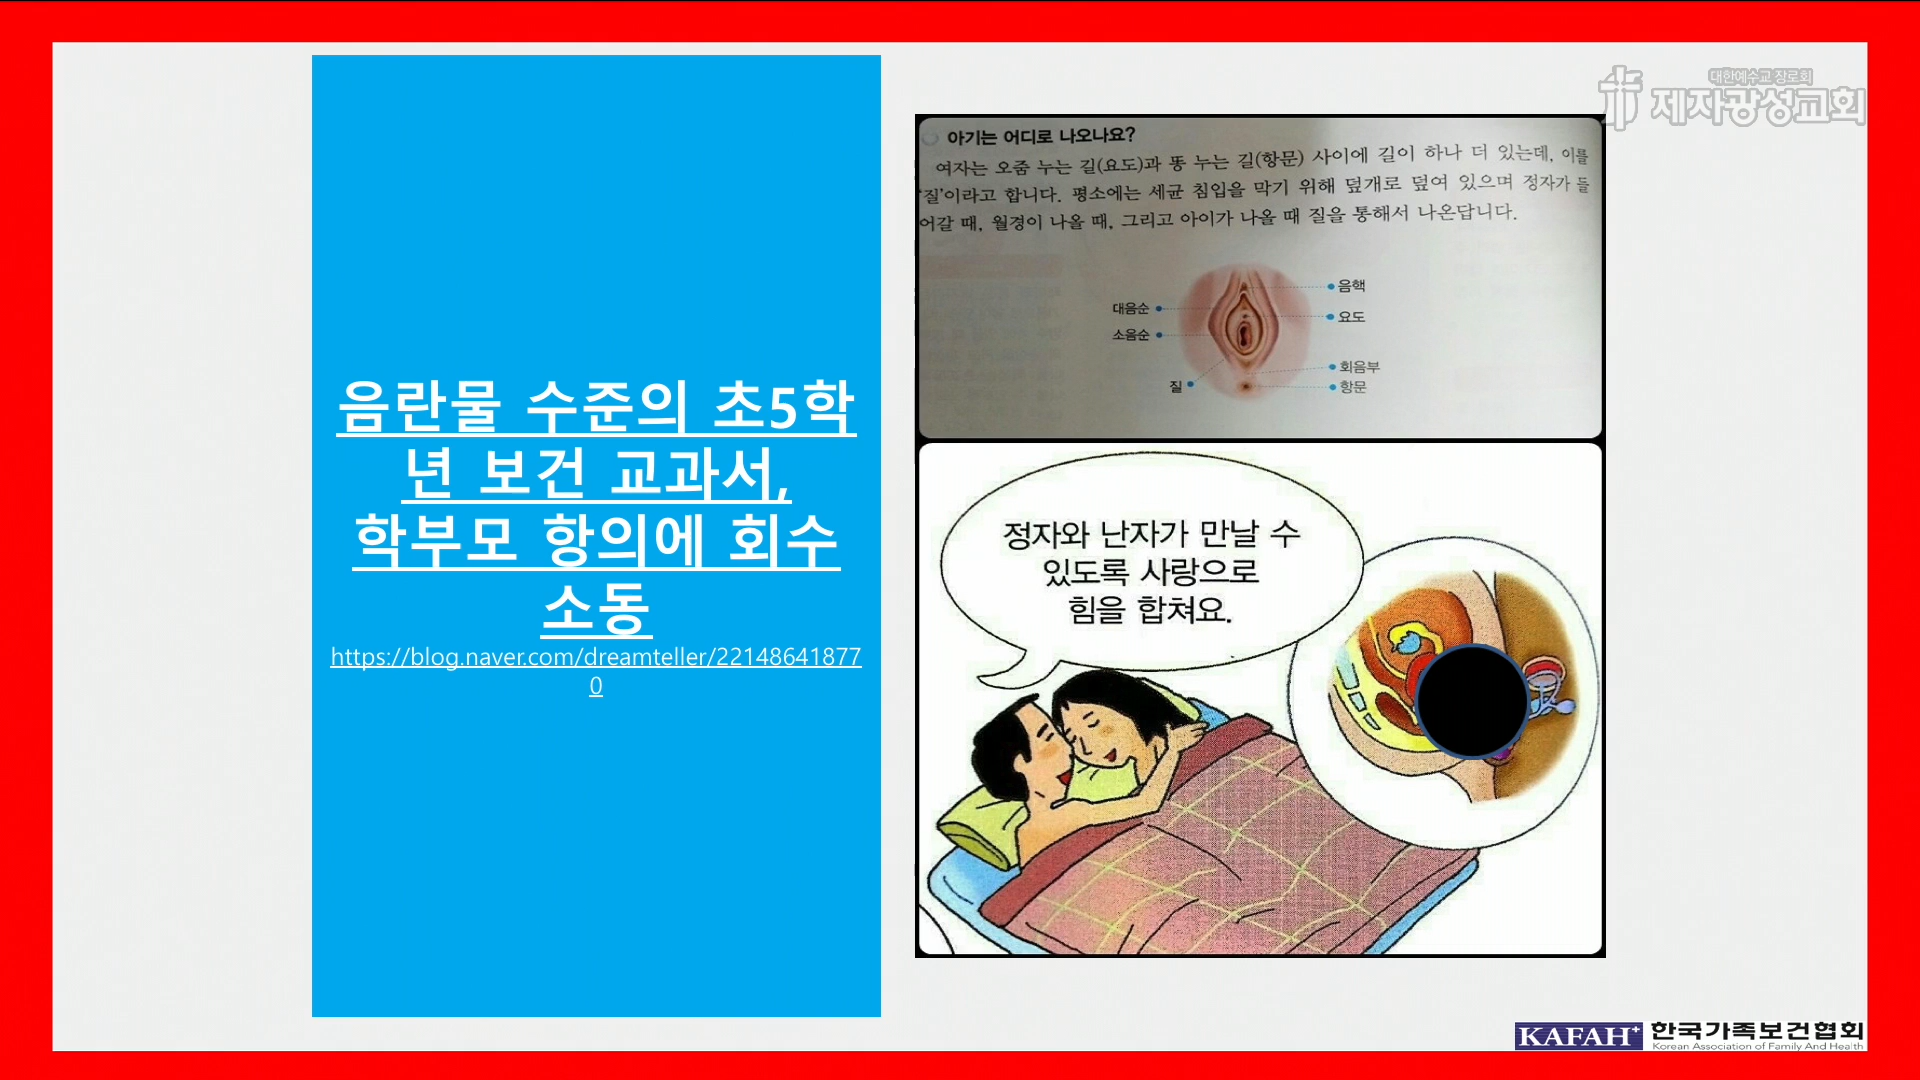 대한예수교 장로회
제자광성교회
음란물 수준의 초5학
년 보건 교과서,
학부모 항의에 회수
소동
https://blog.naver.com/dreamteller/22148641877
0
아기는 어디로 나오나요?
여자는 오줌 누는 길(요도)과 똥 누는 길(항문) 사이에 길이 하나 더 있는데, 이를
'질'이라고 합니다. 평소에는 세균 침입을 막기 위해 덮개로 덮여 있으며 정자가 들
어갈 때, 월경이 나올 때, 그리고 아이가 나올 때 질을 통해서 나온답니다.
음핵
대음순
요도
소음순
회음부
질
항문
정자와 난자가 만날 수
있도록 사랑으로
힘을 합쳐요.
KAFAH+ 한국가족보건협회
Korean Association of Family And Health